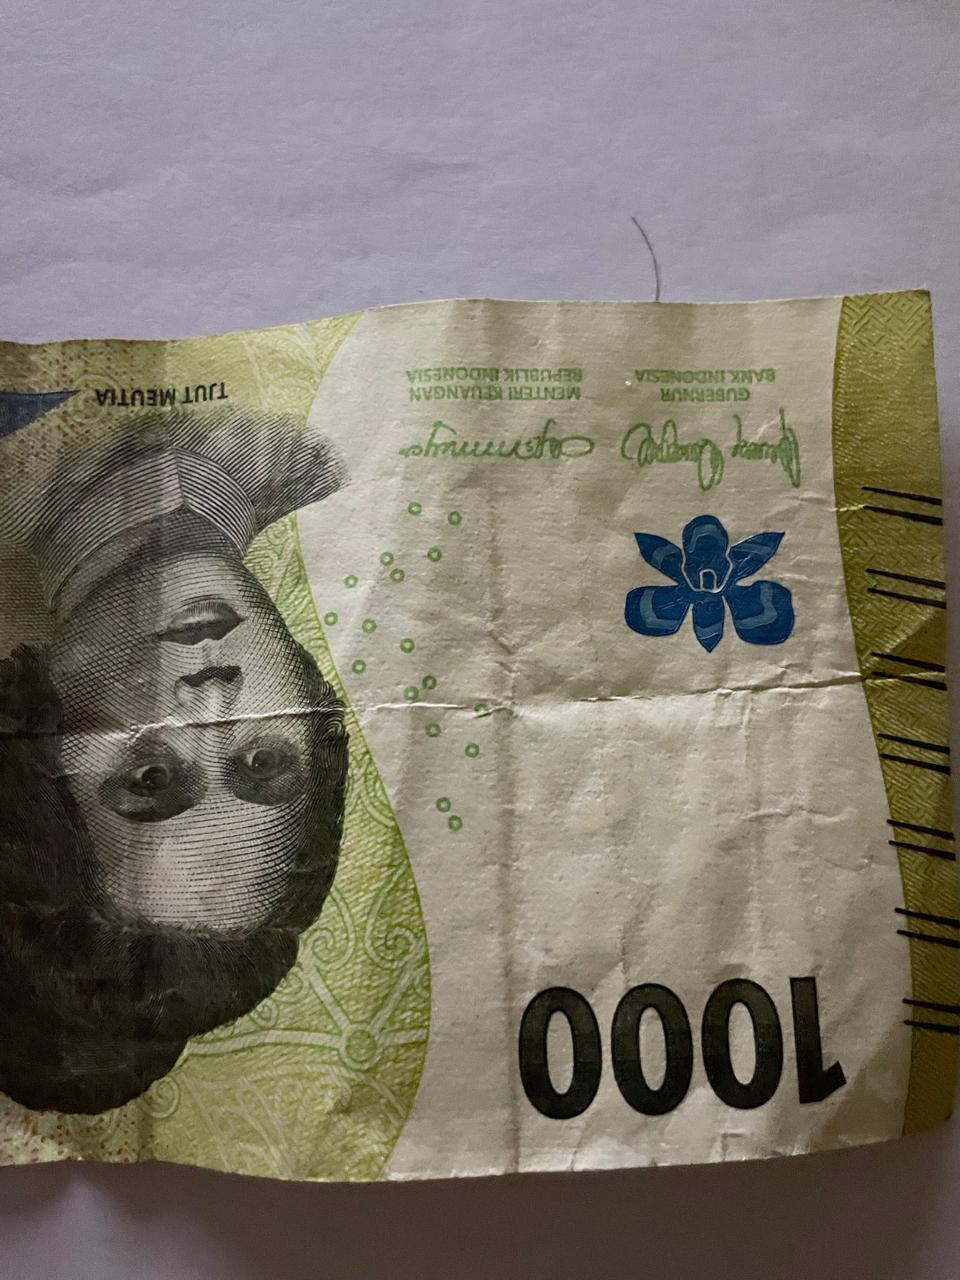 1000
GUBERNUR
BANK INDONESIA
MENTERI KEUANGAN
REPUBLIK INDONESIA
TJUT MEUTIA